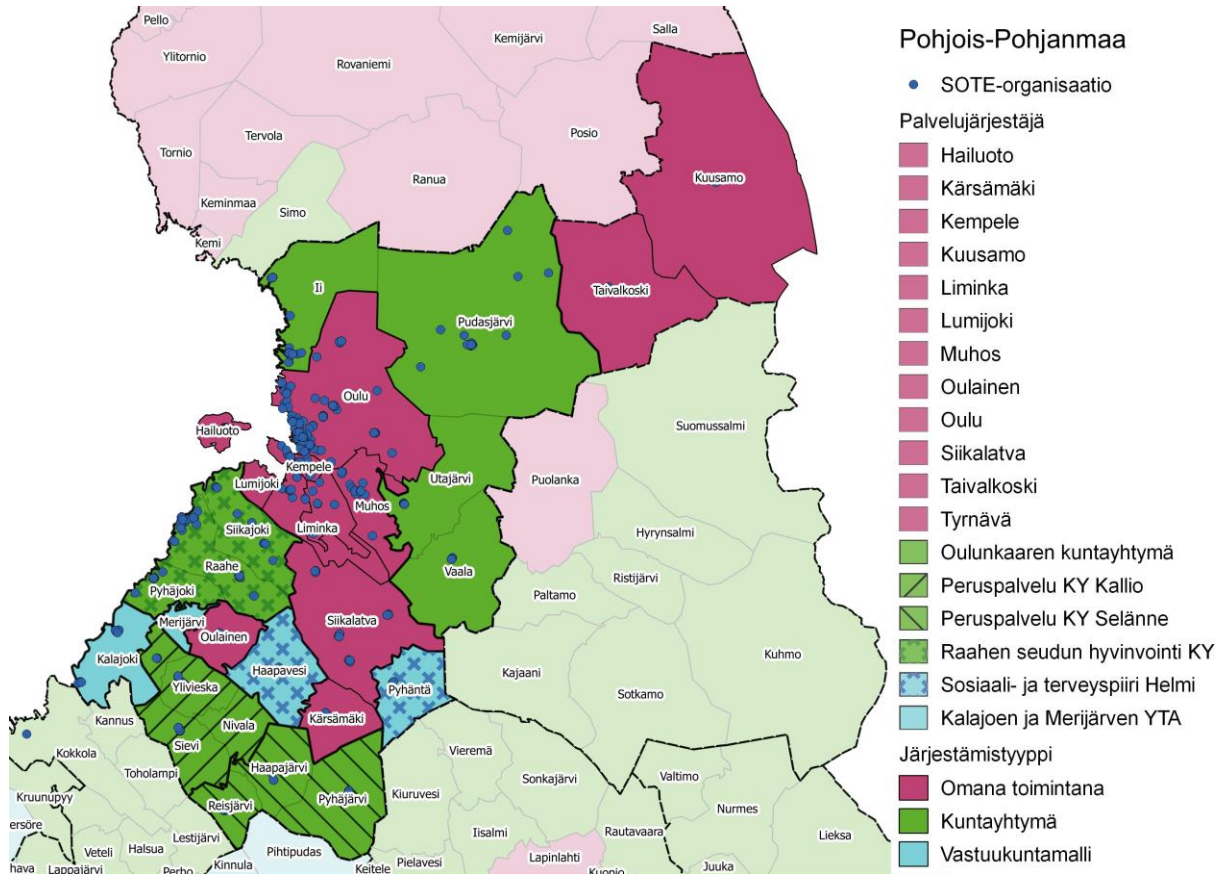 Pello
Ylitornio
Rovaniemi
Kemijärvi
Salla
Tornio
Tervola
Posio
Kuusamo
Keminmaa
Ranua
Simo
Kemi
Ii
Taivalkoski
Pudasjärvi
Oulu
Hailuoto
Suomussalmi
Kempele
Utajärvi
Puolanka
Lumijoki
Muhos
Siikajoki
Liminka
Hyrynsalmi
Raahe
Vaala
Ristijärvi
Pyhäjoki
Paltamo
Merijärvi
Siikalatva
Oulainen
Kalajoki
Haapavesi
Kajaani
Kuhmo
Ylivieska
Pyhäntä
Sotkamo
Kannus
Nivala
Kärsämäki
Kokkola
Sievi
Vieremä
Toholampi
Haapajärvi
Sonkajärvi
Valtimo
Kruunupyy
Reisjärvi
Pyhäjärvi
Kiuruvesi
Nurmes
ersöre
Lestijärvi
Iisalmi
Rautavaara
Lieksa
Veteli
Halsua
Pihtipudas
Lapinlahti
hava
Lappajärvi
Perho
Kinnula
Keitele
Pielavesi
Kuopio
Juuka
Pohjois-Pohjanmaa
SOTE-organisaatio
Palvelujärjestäjä
Hailuoto
Kärsämäki
Kempele
Kuusamo
Liminka
Lumijoki
Muhos
Oulainen
Oulu
Siikalatva
Taivalkoski
Tyrnävä
Oulunkaaren kuntayhtymä
Peruspalvelu KY Kallio
Peruspalvelu KY Selänne
Raahen seudun hyvinvointi KY
Sosiaali- ja terveyspiiri Helmi
Kalajoen ja Merijärven YTA
Järjestämistyyppi
Omana toimintana
Kuntayhtymä
Vastuukuntamalli